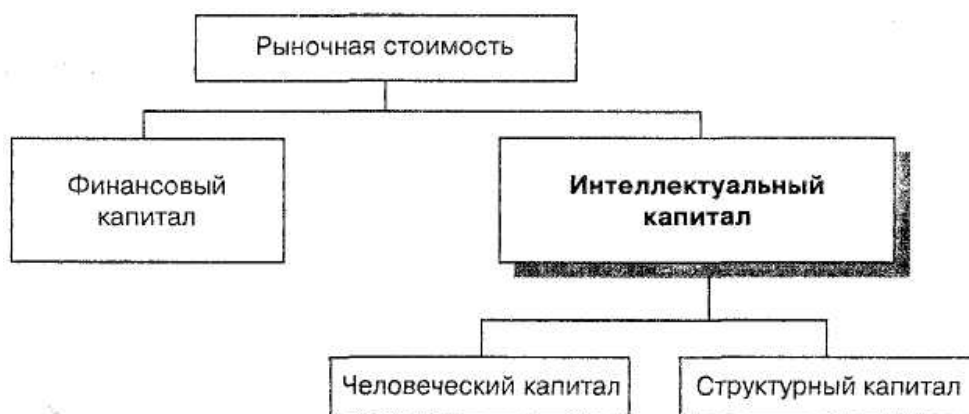 Рыночная стоимость
Финансовый
капитал
Интеллектуальный
капитал
Человеческий капитал
Структурный капитал